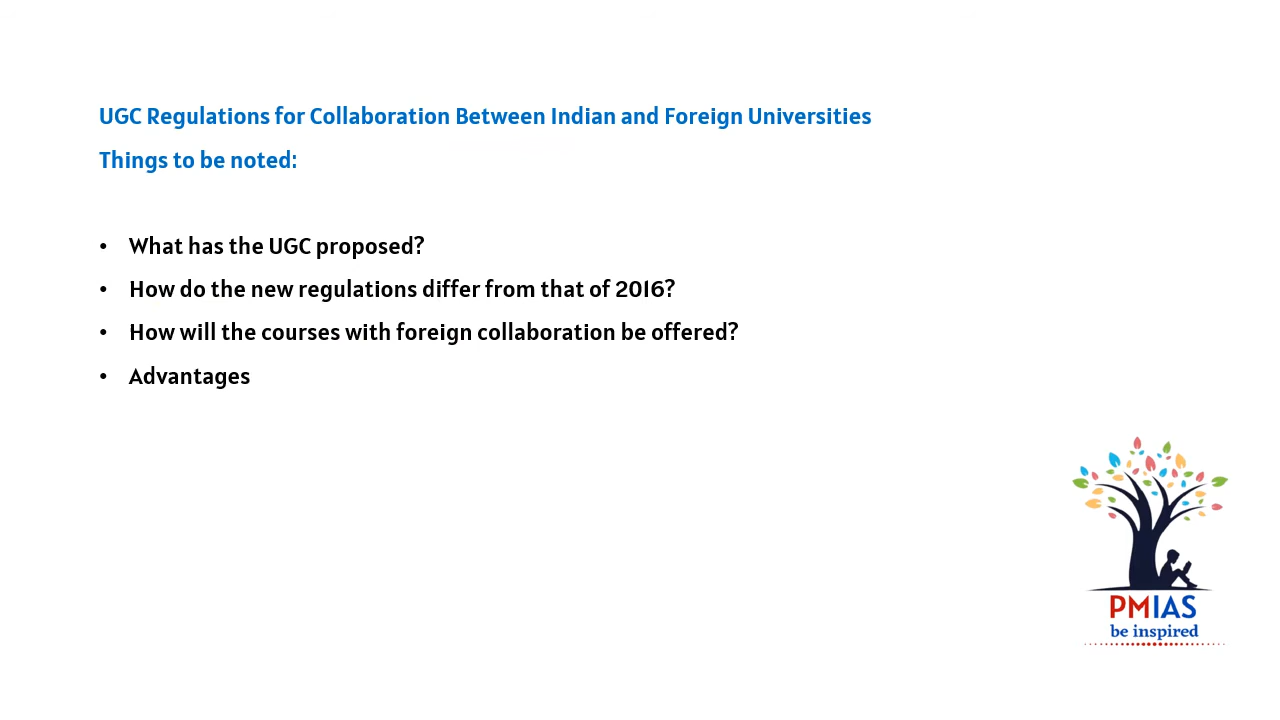 UGC Regulations for Collaboration Between Indian and Foreign Universities
Things to be noted:
• What has the UGC proposed?
• How do the new regulations differ from that of 2016?
• How will the courses with foreign collaboration be offered?
• Advantages
PMIAS
be inspired